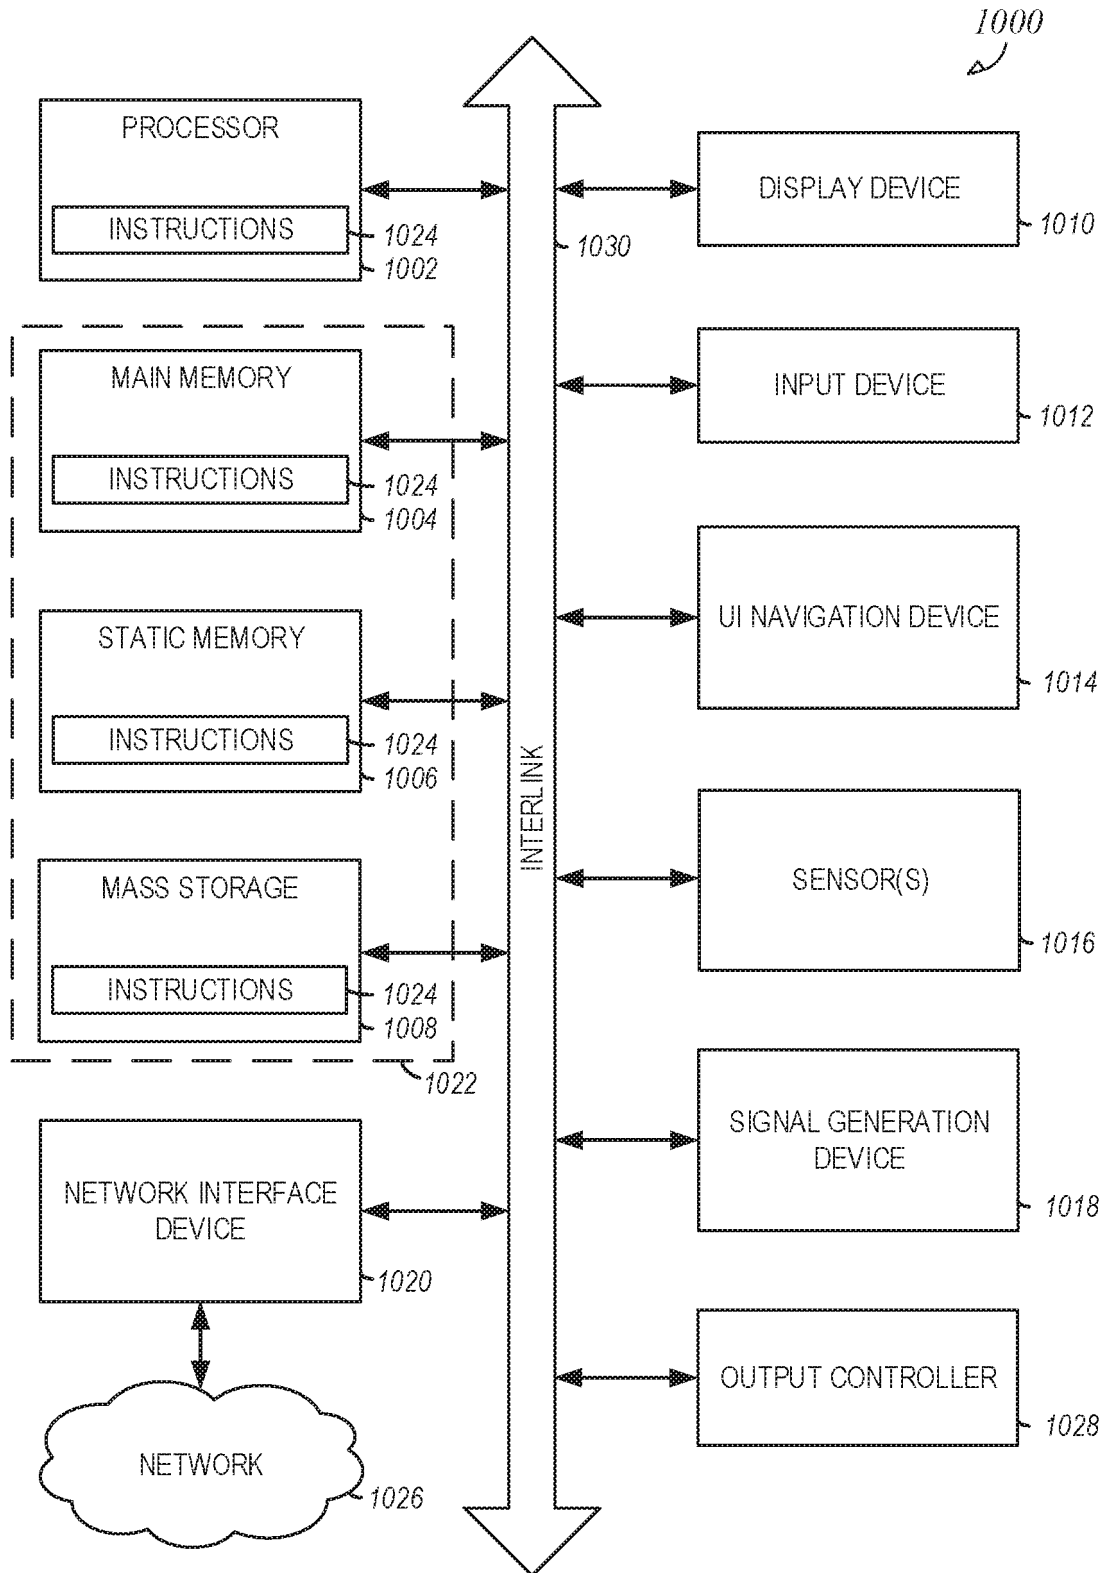 1000
PROCESSOR
INSTRUCTIONS
1024
1002
MAIN MEMORY
INSTRUCTIONS
1024
1004
STATIC MEMORY
INSTRUCTIONS
1024
1006
MASS STORAGE
INSTRUCTIONS
1024
1008
1022
NETWORK INTERFACE
DEVICE
1020
NETWORK
1026
INTERLINK
1030
DISPLAY DEVICE
1010
INPUT DEVICE
1012
UI NAVIGATION DEVICE
1014
SENSOR(S)
1016
SIGNAL GENERATION
DEVICE
1018
OUTPUT CONTROLLER
1028